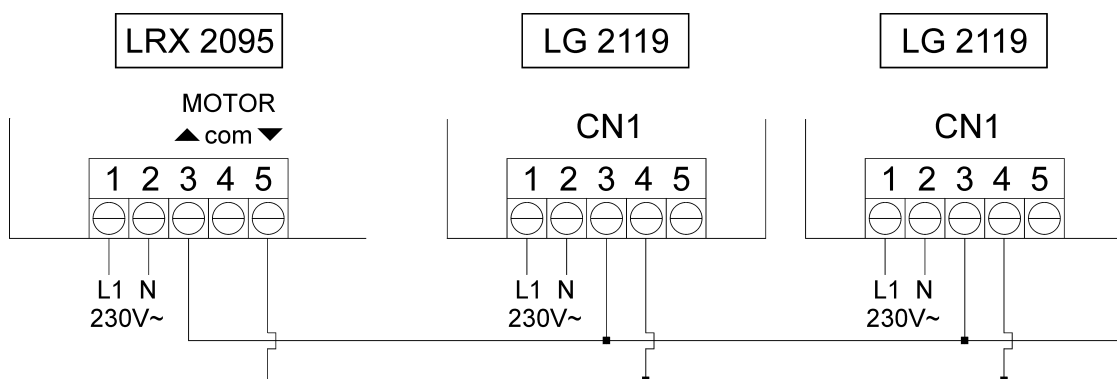 LRX 2095
LG 2119
LG 2119
MOTOR
▲ com ▼
CN1
CN1
1 2 3 4 5
1 2 3 4 5
1 2 3 4 5
L1 N
230V~
L1 N
230V~
L1 N
230V~